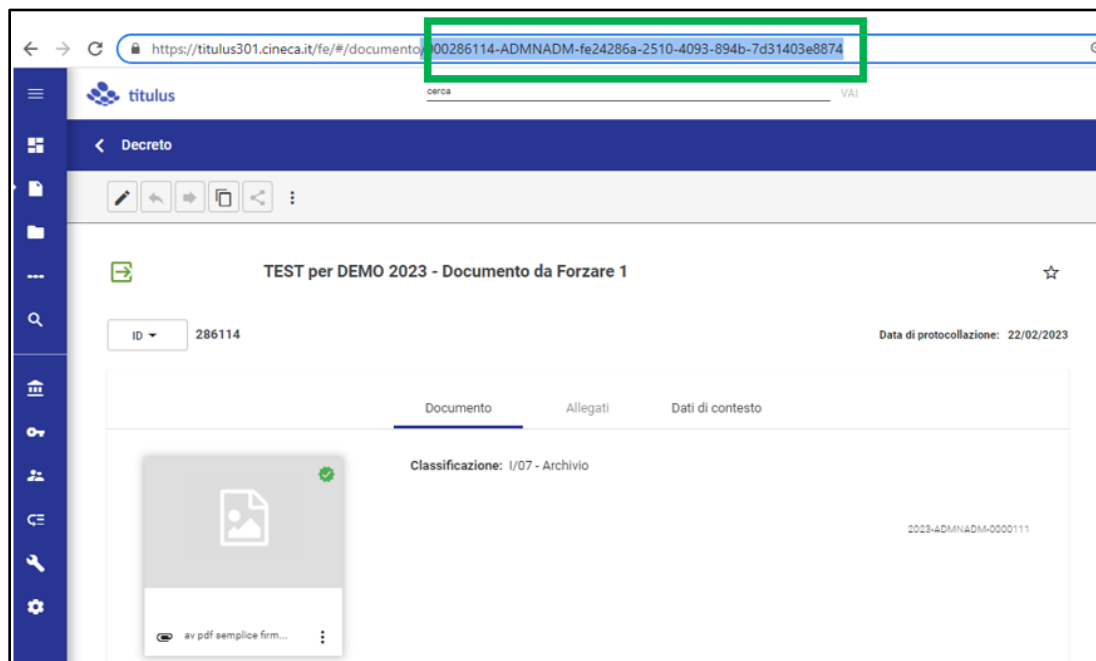 https://titulus301.cineca.it/fe/#/documento/000286114-ADMNADM-fe24286a-2510-4093-894b-7d31403e8874
titulus
cerca
VAI
Decreto
TEST per DEMO 2023 - Documento da Forzare 1
ID
286114
Data di protocollazione: 22/02/2023
Documento
Allegati
Dati di contesto
Classificazione: I/07 - Archivio
2023-ADMNADM-0000111
av pdf semplice firm...